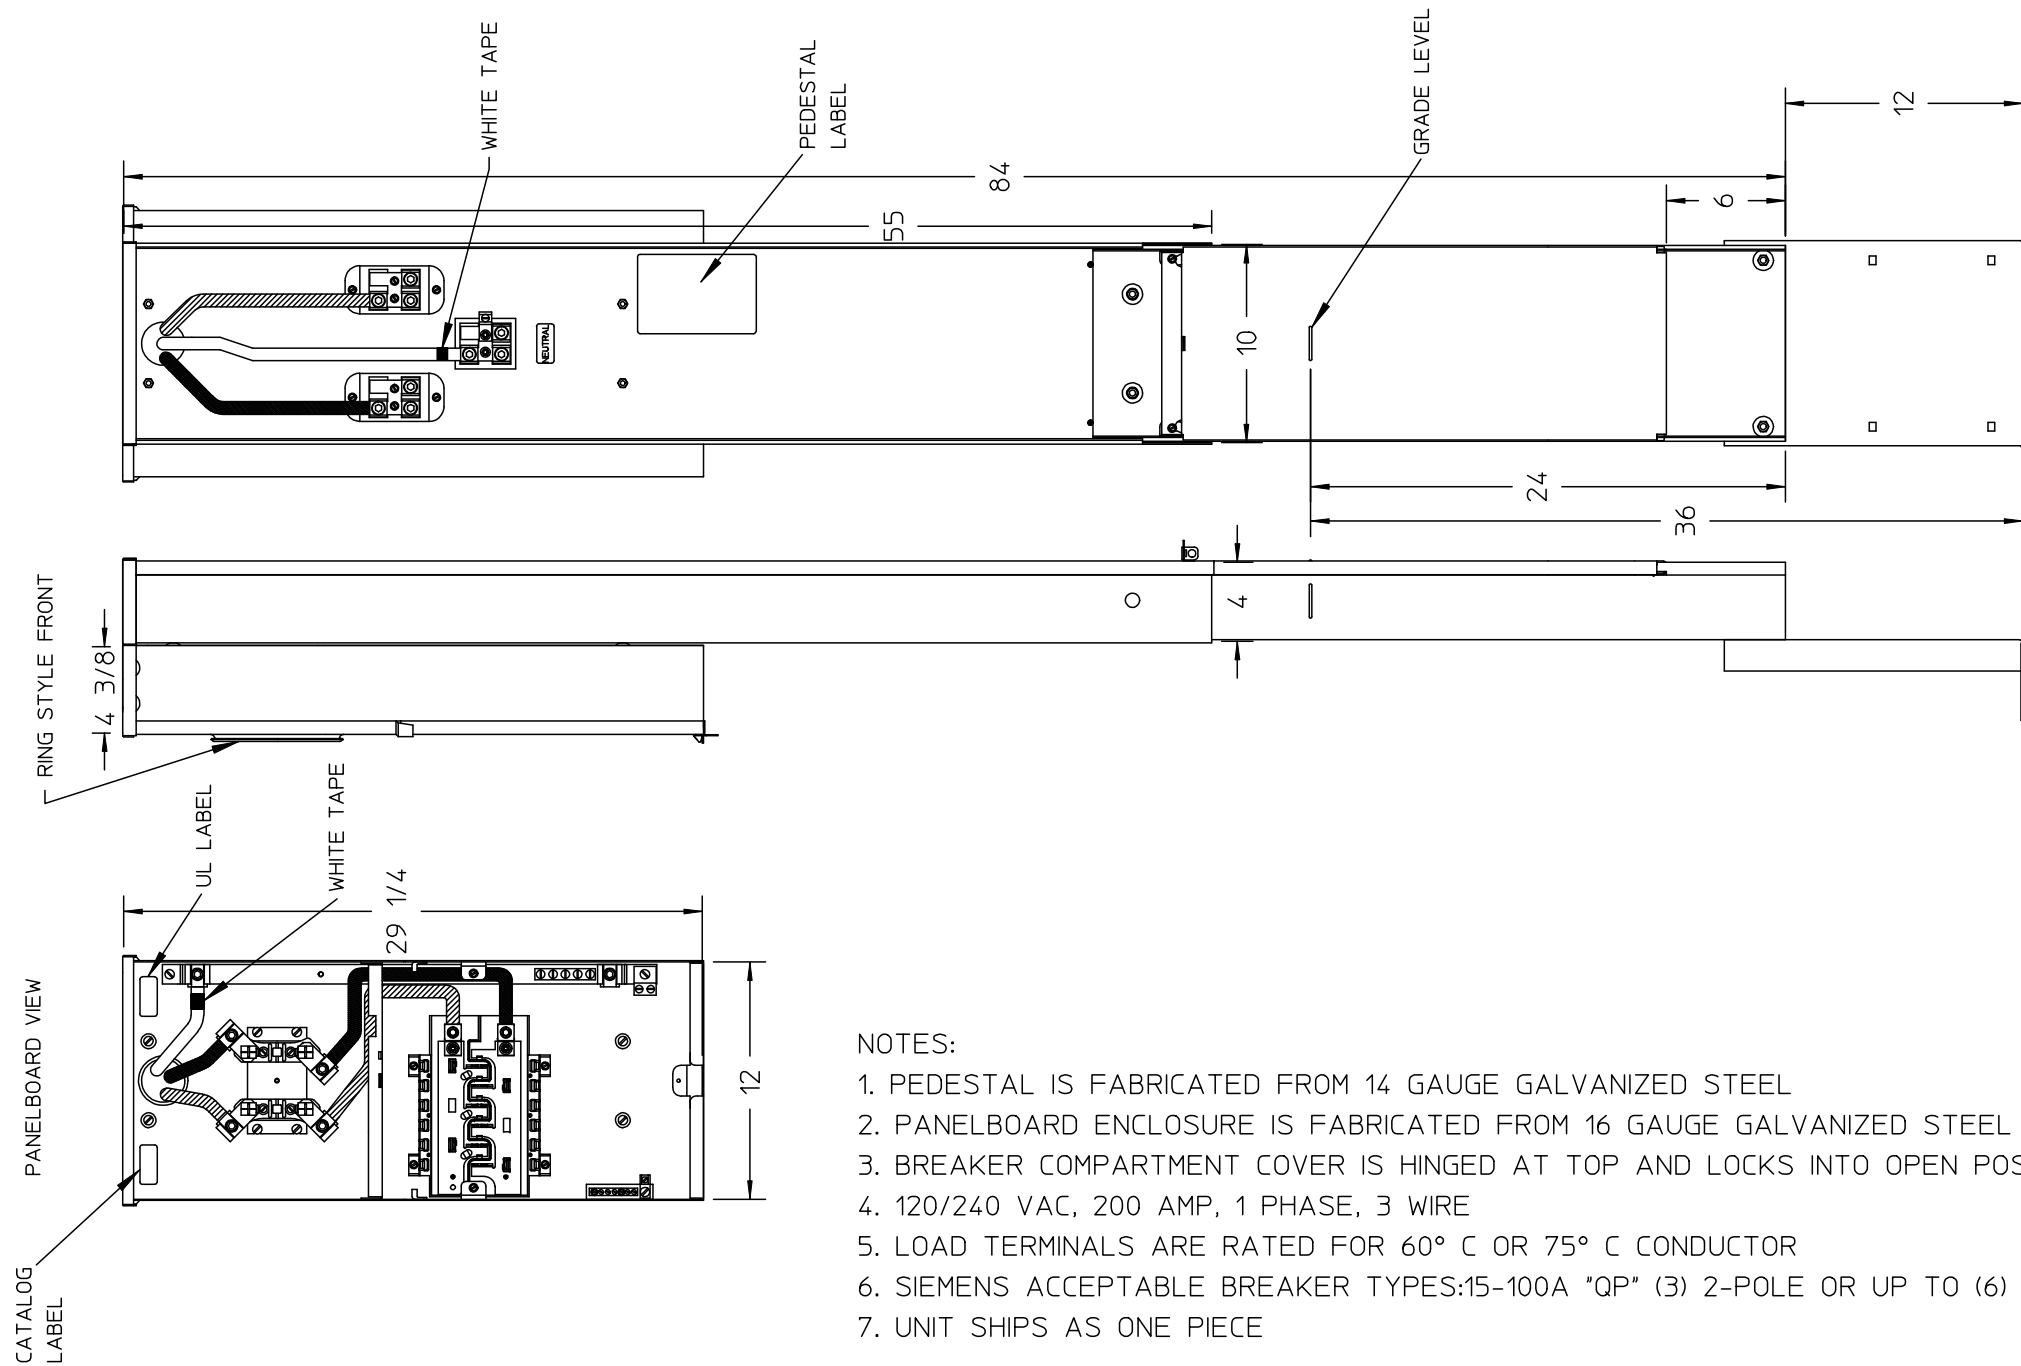 WHITE TAPE
PEDESTAL
LABEL
GRADE LEVEL
12
84
55
6
NEUTRAL
10
24
36
RING STYLE FRONT
4 3/8
4
UL LABEL
WHITE TAPE
29 1/4
PANELBOARD VIEW
12
CATALOG
LABEL
NOTES:
1. PEDESTAL IS FABRICATED FROM 14 GAUGE GALVANIZED STEEL
2. PANELBOARD ENCLOSURE IS FABRICATED FROM 16 GAUGE GALVANIZED STEEL
3. BREAKER COMPARTMENT COVER IS HINGED AT TOP AND LOCKS INTO OPEN POS
4. 120/240 VAC, 200 AMP, 1 PHASE, 3 WIRE
5. LOAD TERMINALS ARE RATED FOR 60° C OR 75° C CONDUCTOR
6. SIEMENS ACCEPTABLE BREAKER TYPES:15-100A "QP" (3) 2-POLE OR UP TO (6)
7. UNIT SHIPS AS ONE PIECE